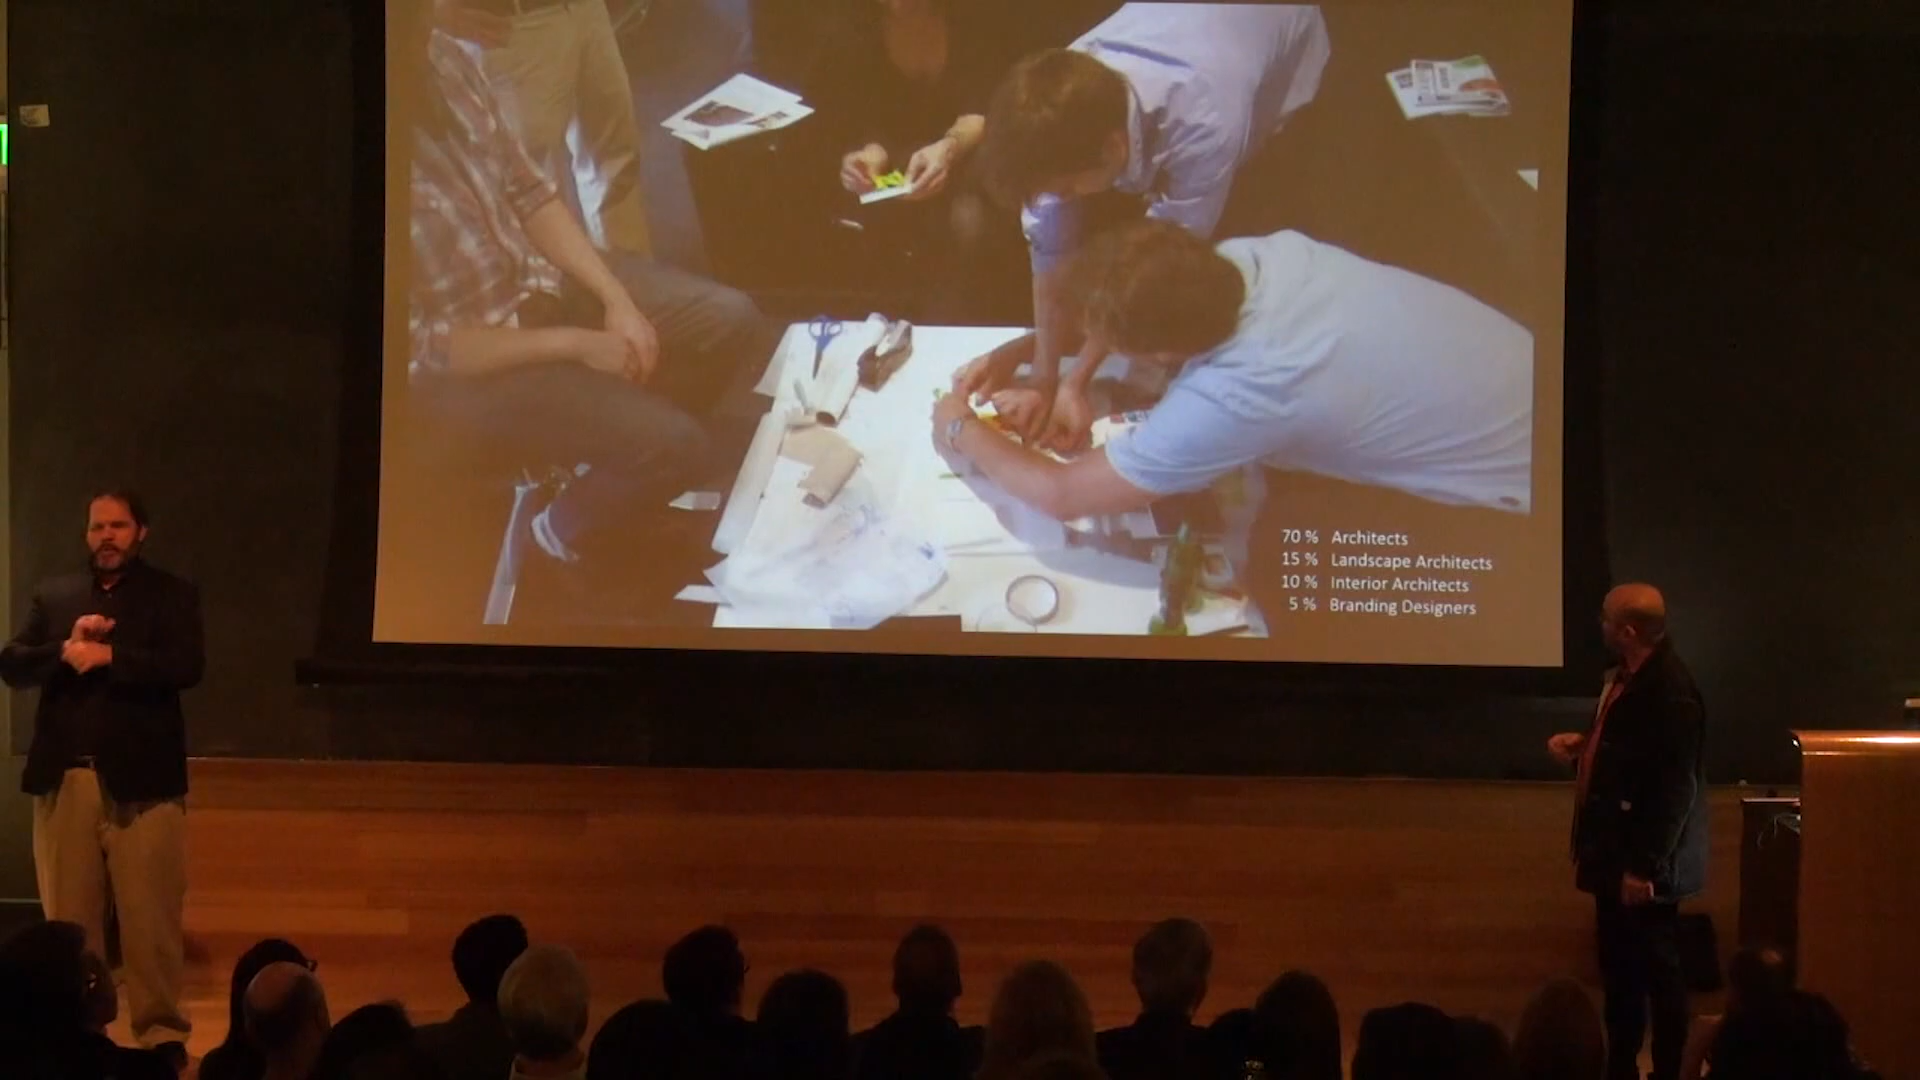 70 % Architects
15 % Landscape Architects
10 % Interior Architects
5 % Branding Designers